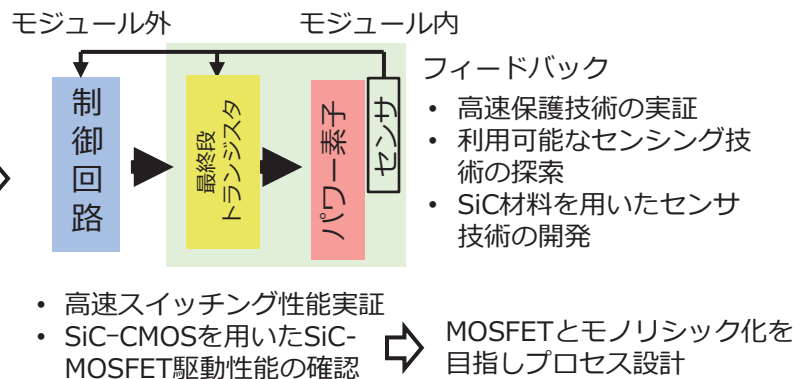 モジュール外
モジュール内
制御回路
最終段
トランジスタ
パワー素子
センサ
フィードバック
• 高速保護技術の実証
• 利用可能なセンシング技
術の探索
• SiC材料を用いたセンサ
技術の開発
• 高速スイッチング性能実証
• SiC-CMOSを用いたSiC-
MOSFET駆動性能の確認
MOSFETとモノリシック化を
目指しプロセス設計